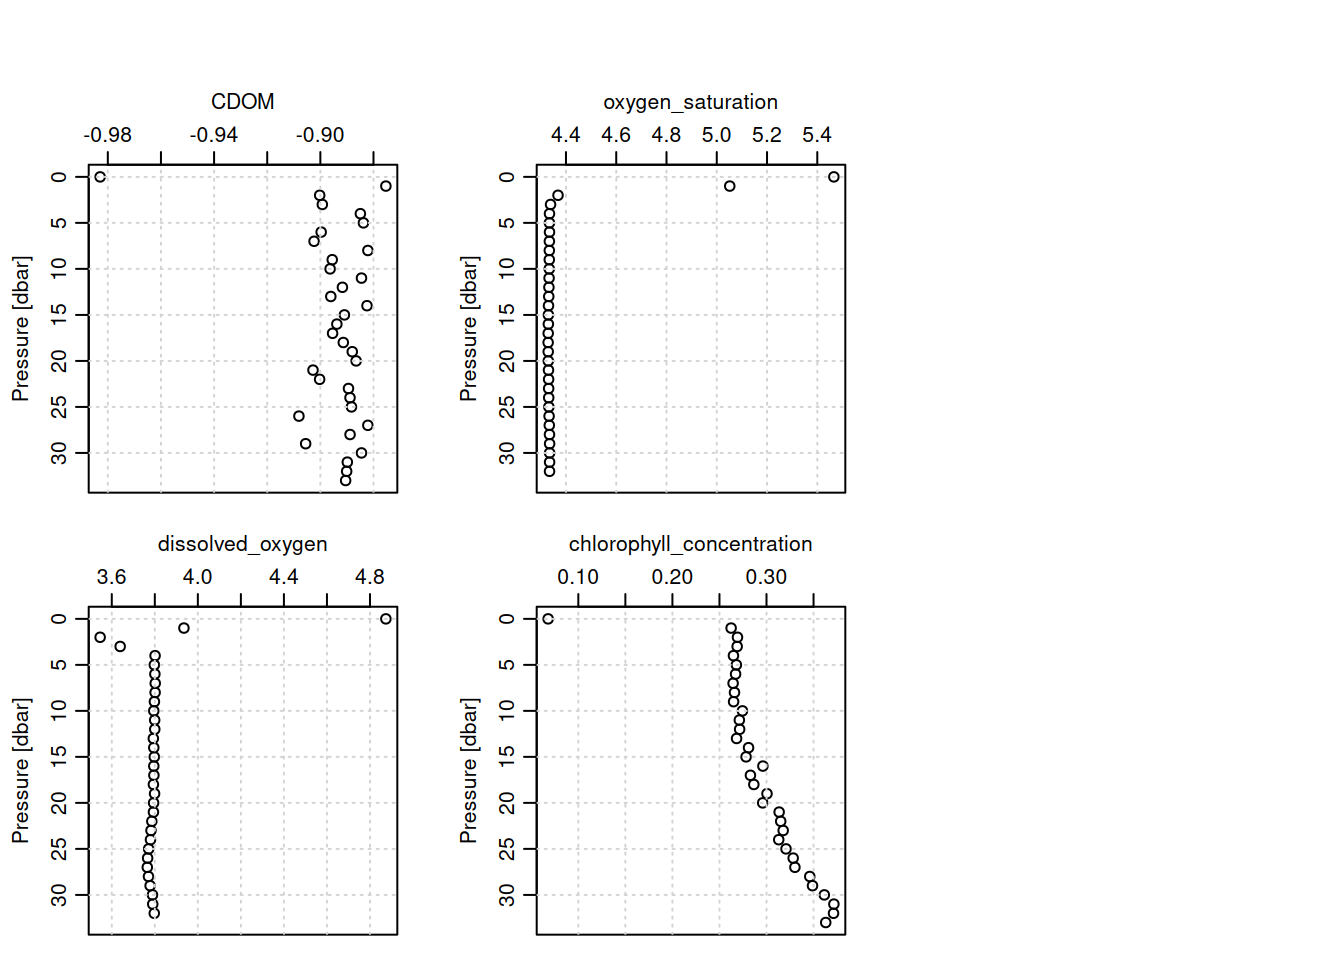 CDOM
-0.98 -0.94 -0.90
0
5
10
15
20
25
30
Pressure [dbar]
oxygen_saturation
4.4 4.6 4.8 5.0 5.2 5.4
0
5
10
15
20
25
30
Pressure [dbar]
dissolved_oxygen
3.6 4.0 4.4 4.8
0
5
10
15
20
25
30
Pressure [dbar]
chlorophyll_concentration
0.10 0.20 0.30
0
5
10
15
20
25
30
Pressure [dbar]